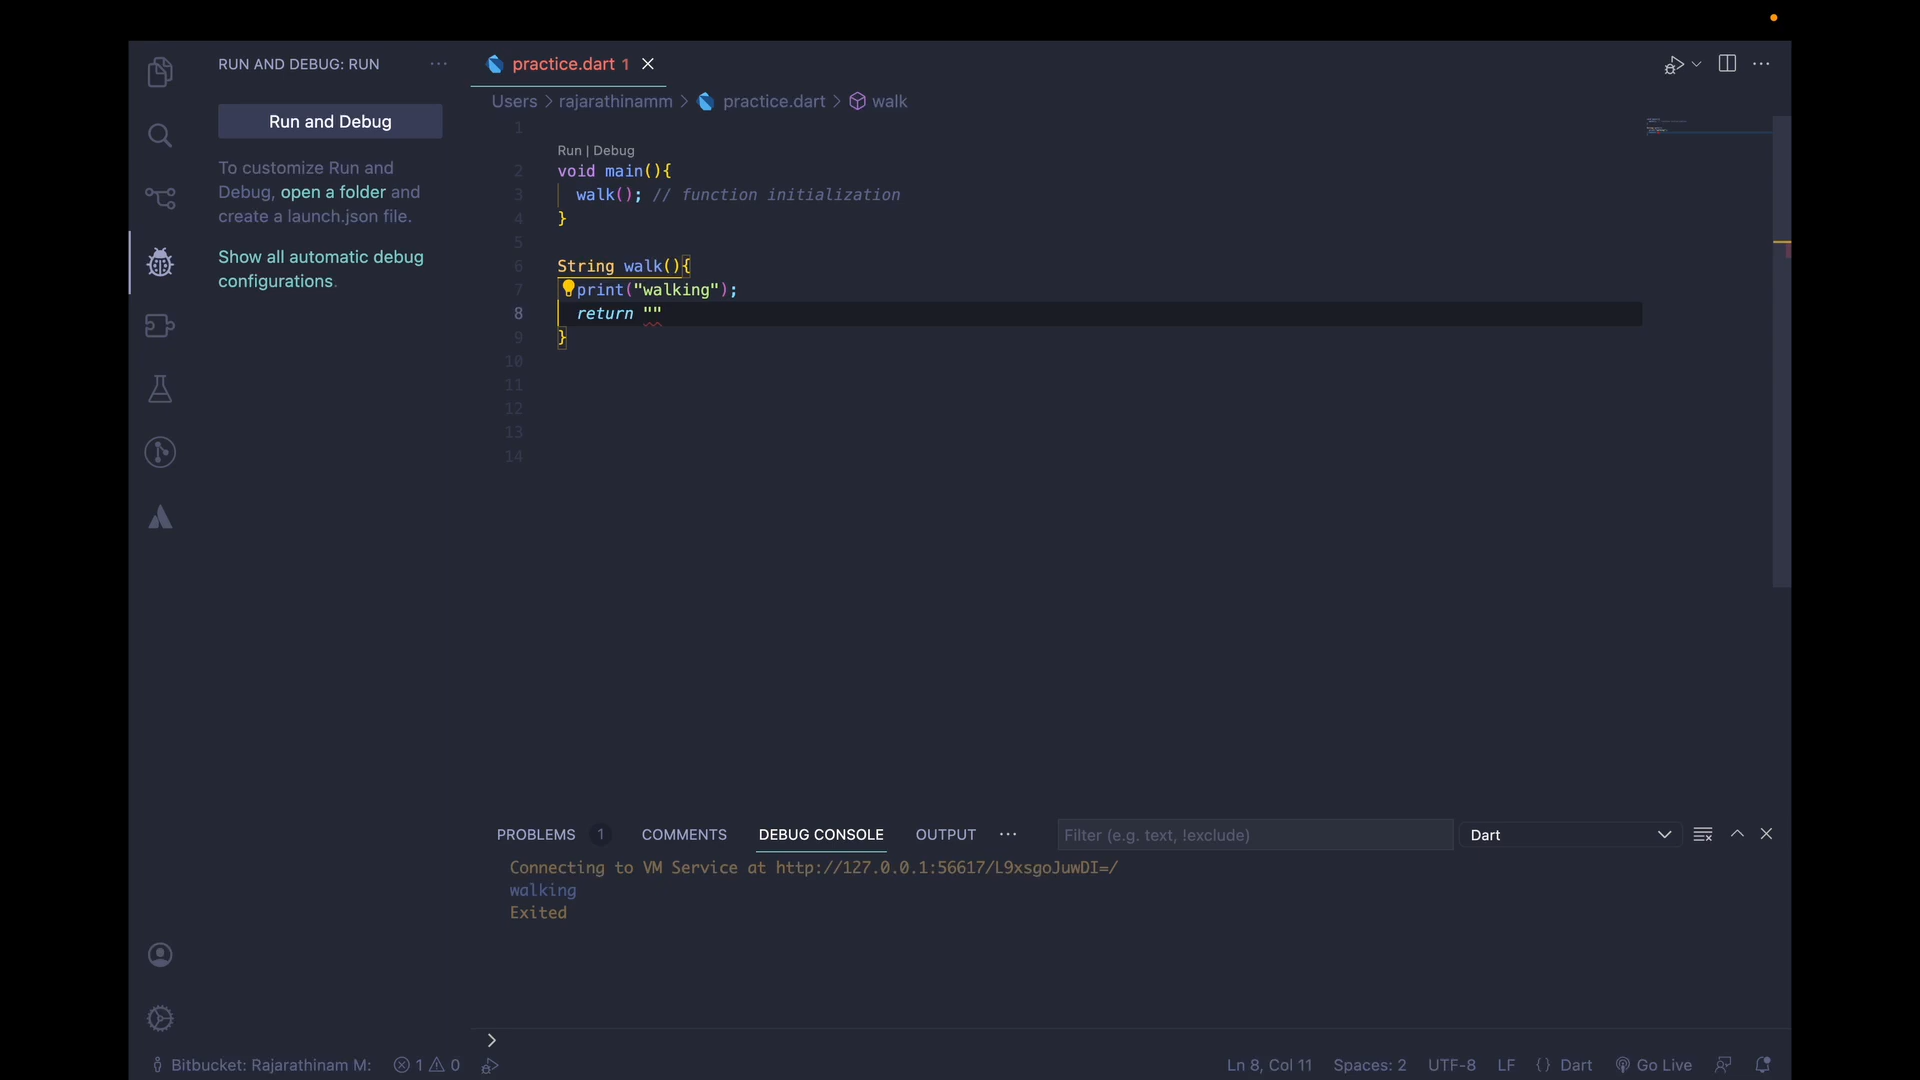 RUN AND DEBUG: RUN
practice.dart 1
Run and Debug
Users > rajarathinamm > practice.dart > walk
To customize Run and
Debug, open a folder and
create a launch.json file.
Show all automatic debug
configurations.
1
Run | Debug
2 void main(){
3 walk(); // function initialization
4 }
5
6 String walk(){
7 print("walking");
8 return ""
9 }
10
11
12
13
14
PROBLEMS 1 COMMENTS DEBUG CONSOLE OUTPUT
Filter (e.g. text, !exclude)
Dart
Connecting to VM Service at http://127.0.0.1:56617/L9xsgoJuwDI=/
walking
Exited
>
Bitbucket: Rajarathinam M: 1 0 Ln 8, Col 11 Spaces: 2 UTF-8 LF {} Dart Go Live